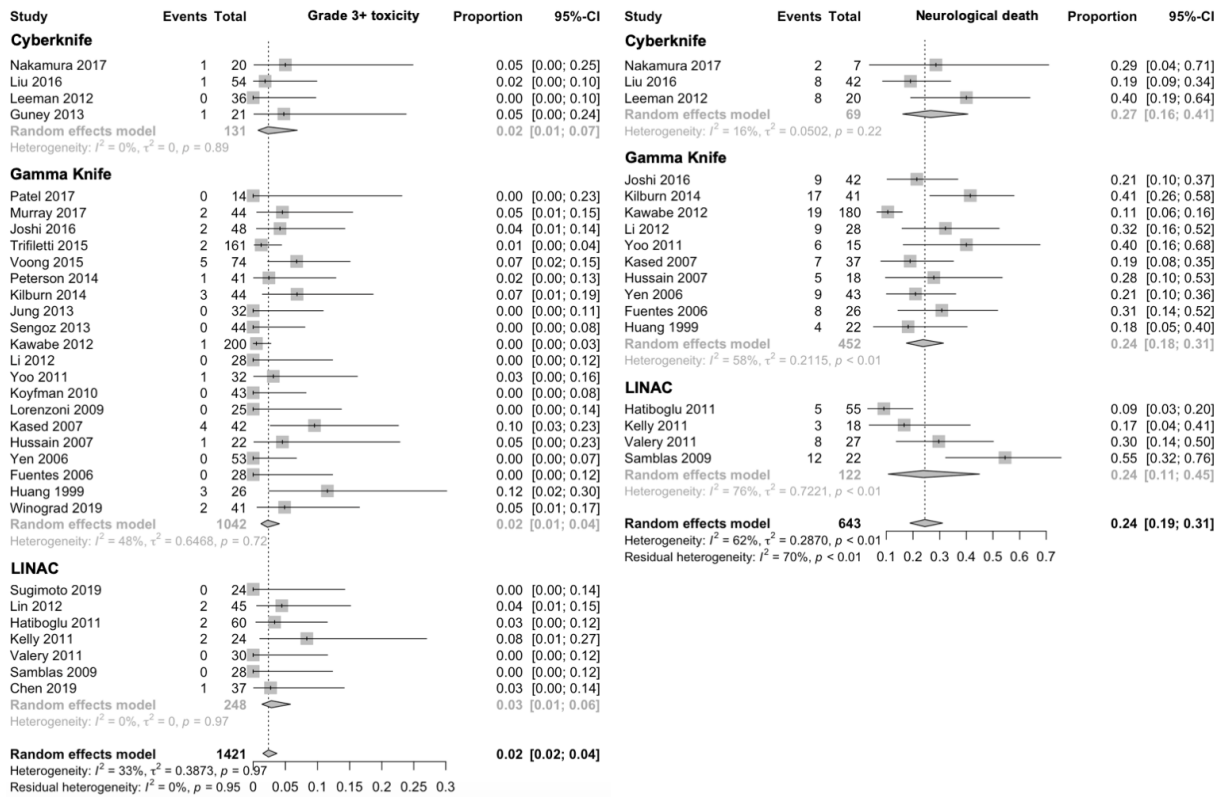 Study Events Total Grade 3+ toxicity Proportion 95%-CI
Cyberknife
Nakamura 2017 1 20 0.05 [0.00; 0.25]
Liu 2016 1 54 0.02 [0.00; 0.10]
Leeman 2012 0 36 0.00 [0.00; 0.10]
Guney 2013 1 21 0.05 [0.00; 0.24]
Random effects model 131 0.02 [0.01; 0.07]
Heterogeneity: I² = 0%, τ² = 0, p = 0.89
Gamma Knife
Patel 2017 0 14 0.00 [0.00; 0.23]
Murray 2017 2 44 0.05 [0.01; 0.15]
Joshi 2016 2 48 0.04 [0.01; 0.14]
Trifiletti 2015 2 161 0.01 [0.00; 0.04]
Voong 2015 5 74 0.07 [0.02; 0.15]
Peterson 2014 1 41 0.02 [0.00; 0.13]
Kilburn 2014 3 44 0.07 [0.01; 0.19]
Jung 2013 0 32 0.00 [0.00; 0.11]
Sengoz 2013 0 44 0.00 [0.00; 0.08]
Kawabe 2012 1 200 0.00 [0.00; 0.03]
Li 2012 0 28 0.00 [0.00; 0.12]
Yoo 2011 1 32 0.03 [0.00; 0.16]
Koyfman 2010 0 43 0.00 [0.00; 0.08]
Lorenzoni 2009 0 25 0.00 [0.00; 0.14]
Kased 2007 4 42 0.10 [0.03; 0.23]
Hussain 2007 1 22 0.05 [0.00; 0.23]
Yen 2006 0 53 0.00 [0.00; 0.07]
Fuentes 2006 0 28 0.00 [0.00; 0.12]
Huang 1999 3 26 0.12 [0.02; 0.30]
Winograd 2019 2 41 0.05 [0.01; 0.17]
Random effects model 1042 0.02 [0.01; 0.04]
Heterogeneity: I² = 48%, τ² = 0.6468, p = 0.72
LINAC
Sugimoto 2019 0 24 0.00 [0.00; 0.14]
Lin 2012 2 45 0.04 [0.01; 0.15]
Hatiboglu 2011 2 60 0.03 [0.00; 0.12]
Kelly 2011 2 24 0.08 [0.01; 0.27]
Valery 2011 0 30 0.00 [0.00; 0.12]
Samblas 2009 0 28 0.00 [0.00; 0.12]
Chen 2019 1 37 0.03 [0.00; 0.14]
Random effects model 248 0.03 [0.01; 0.06]
Heterogeneity: I² = 0%, τ² = 0, p = 0.97
Random effects model 1421 0.02 [0.02; 0.04]
Heterogeneity: I² = 33%, τ² = 0.3873, p = 0.97
Residual heterogeneity: I² = 0%, p = 0.95 0 0.05 0.1 0.15 0.2 0.25 0.3
Study Events Total Neurological death Proportion 95%-CI
Cyberknife
Nakamura 2017 2 7 0.29 [0.04; 0.71]
Liu 2016 8 42 0.19 [0.09; 0.34]
Leeman 2012 8 20 0.40 [0.19; 0.64]
Random effects model 69 0.27 [0.16; 0.41]
Heterogeneity: I² = 16%, τ² = 0.0502, p = 0.22
Gamma Knife
Joshi 2016 9 42 0.21 [0.10; 0.37]
Kilburn 2014 17 41 0.41 [0.26; 0.58]
Kawabe 2012 19 180 0.11 [0.06; 0.16]
Li 2012 9 28 0.32 [0.16; 0.52]
Yoo 2011 6 15 0.40 [0.16; 0.68]
Kased 2007 7 37 0.19 [0.08; 0.35]
Hussain 2007 5 18 0.28 [0.10; 0.53]
Yen 2006 9 43 0.21 [0.10; 0.36]
Fuentes 2006 8 26 0.31 [0.14; 0.52]
Huang 1999 4 22 0.18 [0.05; 0.40]
Random effects model 452 0.24 [0.18; 0.31]
Heterogeneity: I² = 58%, τ² = 0.2115, p < 0.01
LINAC
Hatiboglu 2011 5 55 0.09 [0.03; 0.20]
Kelly 2011 3 18 0.17 [0.04; 0.41]
Valery 2011 8 27 0.30 [0.14; 0.50]
Samblas 2009 12 22 0.55 [0.32; 0.76]
Random effects model 122 0.24 [0.11; 0.45]
Heterogeneity: I² = 76%, τ² = 0.7221, p < 0.01
Random effects model 643 0.24 [0.19; 0.31]
Heterogeneity: I² = 62%, τ² = 0.2870, p < 0.01
Residual heterogeneity: I² = 70%, p < 0.01 0.1 0.2 0.3 0.4 0.5 0.6 0.7